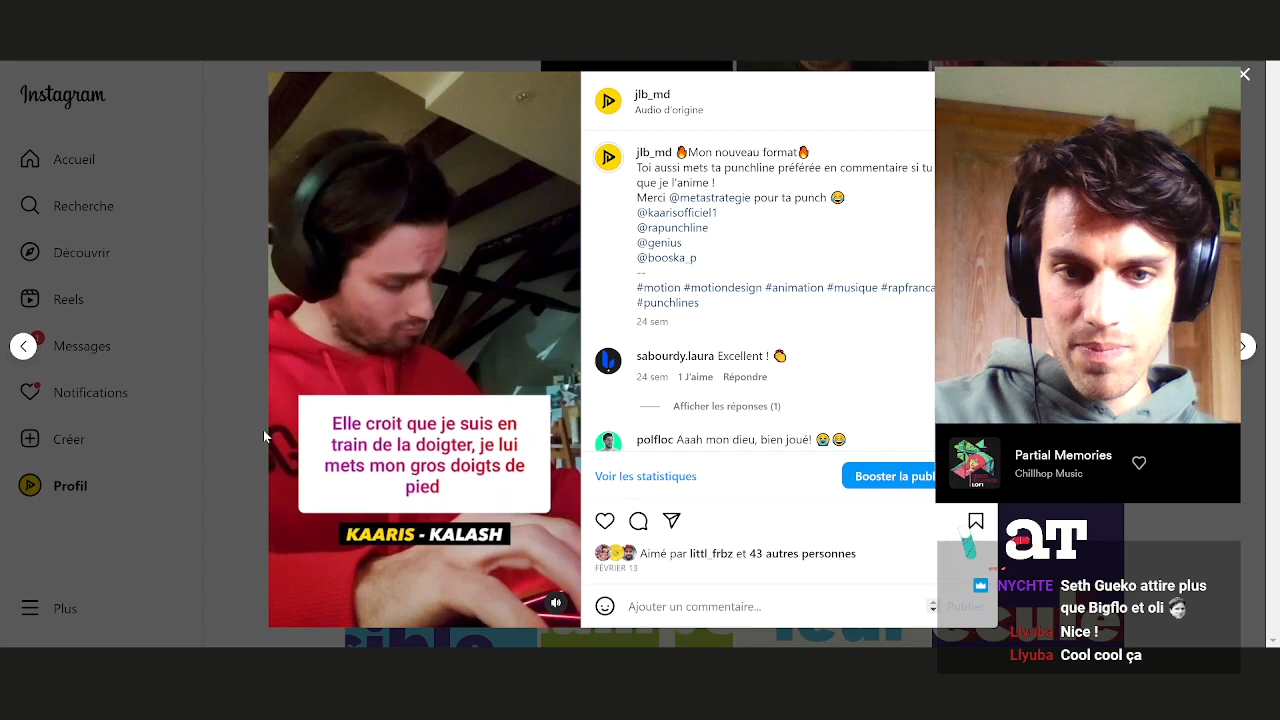 Instagram
Accueil
Recherche
Découvrir
Reels
1
Messages
Notifications
Créer
Profil
Plus
Elle croit que je suis en
train de la doigter, je lui
mets mon gros doigts de
pied
KAARIS - KALASH
jlb_md
Audio d'origine
jlb_md 🔥Mon nouveau format🔥
Toi aussi mets ta punchline préférée en commentaire si tu
que je l'anime !
Merci @metastrategie pour ta punch 😂
@kaarisofficiel1
@rapunchline
@genius
@booska_p
--
#motion #motiondesign #animation #musique #rapfranca
#punchlines
24 sem
sabourdy.laura Excellent ! 👏
24 sem 1 J'aime Répondre
Afficher les réponses (1)
polfloc Aaah mon dieu, bien joué! 😭😂
Voir les statistiques
Booster la publ
Aimé par littl_frbz et 43 autres personnes
FÉVRIER 13
Ajouter un commentaire...
Publier
Partial Memories
Chillhop Music
LOFI
at
NYCHTE Seth Gueko attire plus
que Bigflo et oli
Llyuba Nice !
Llyuba Cool cool ça